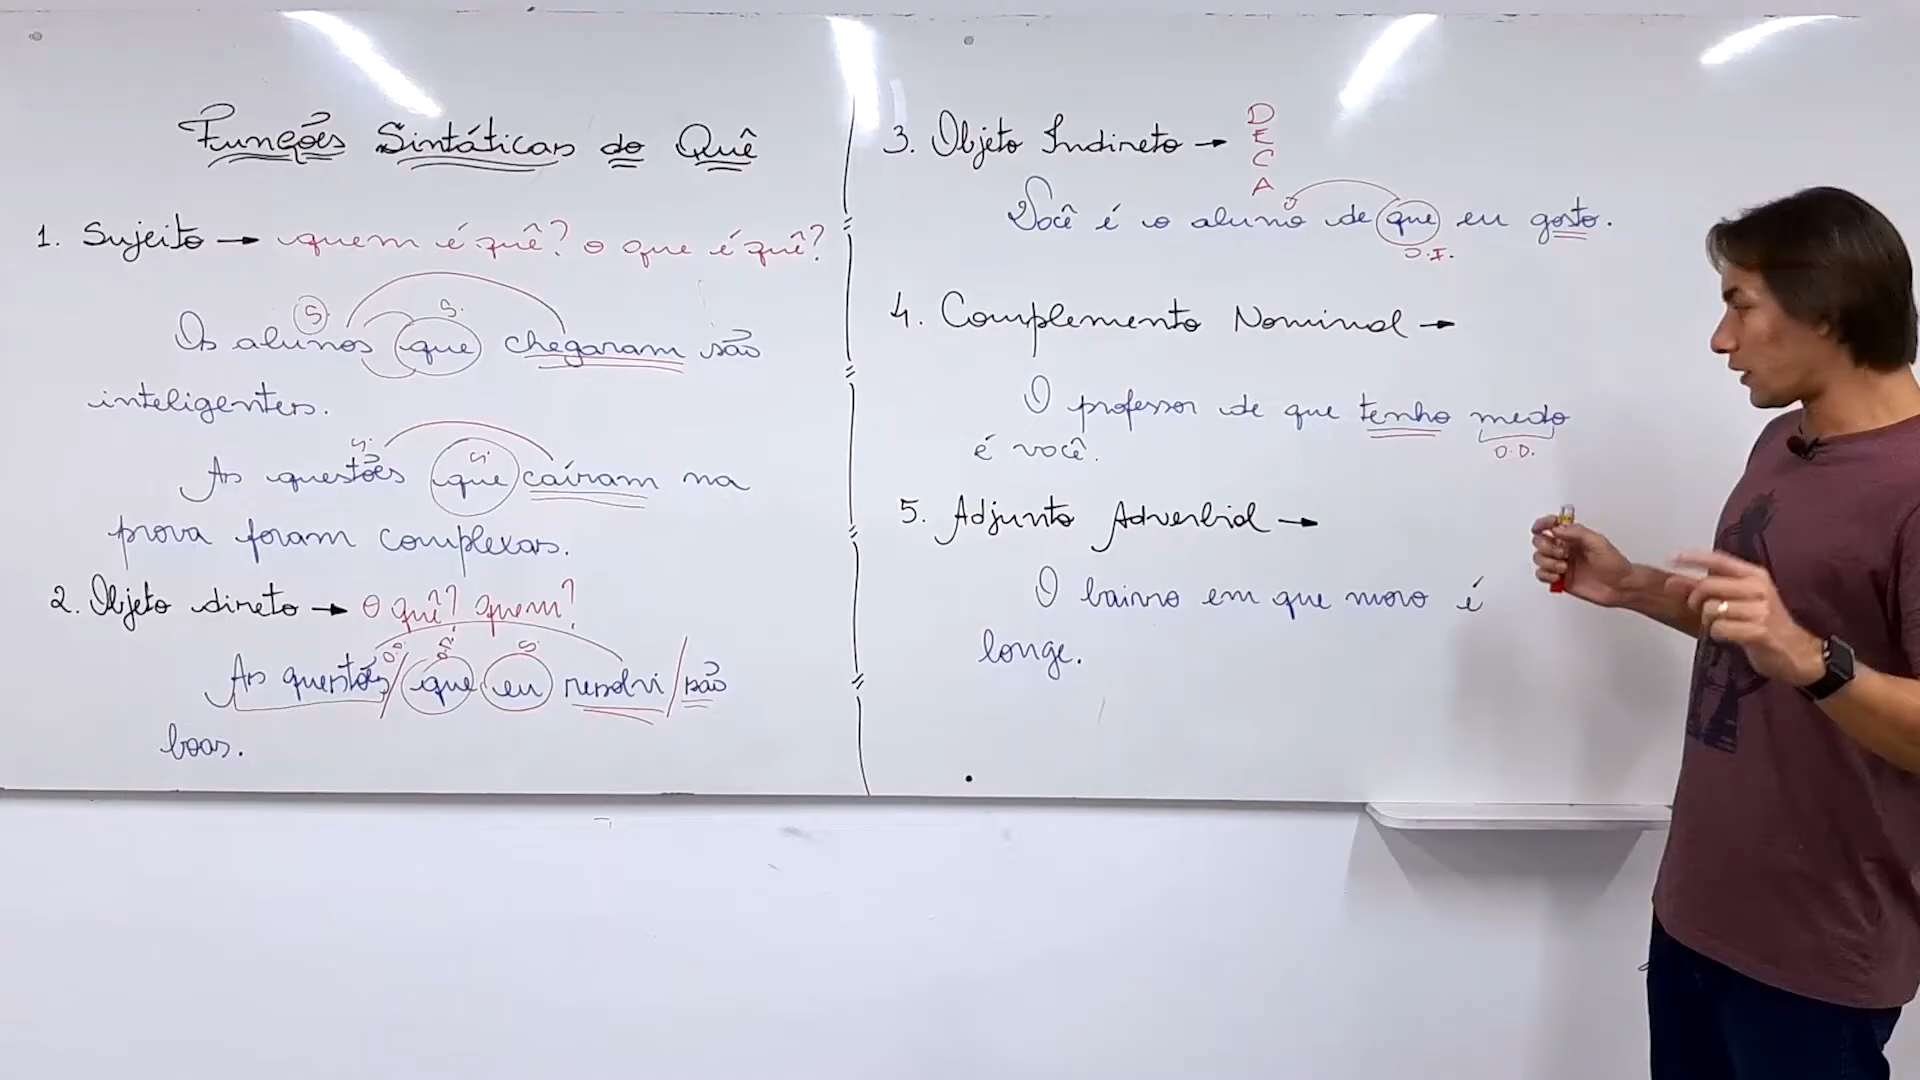 Funções Sintáticas do Quê
1. Sujeito → quem é quê? o que é quê?
S. S.
Os alunos que chegaram são
inteligentes.
S. S.
As questões que caíram na
prova foram complexas.
2. Objeto direto → O quê? Quem?
O.D. O.D. S.
As questões / que eu resolvi / são
boas.
3. Objeto Indireto →
D
E
C
A
Você é o aluno de que eu gosto.
O.I.
4. Complemento Nominal →
O professor de que tenho medo
O.D.
é você.
5. Adjunto Adverbial →
O bairro em que moro é
longe.